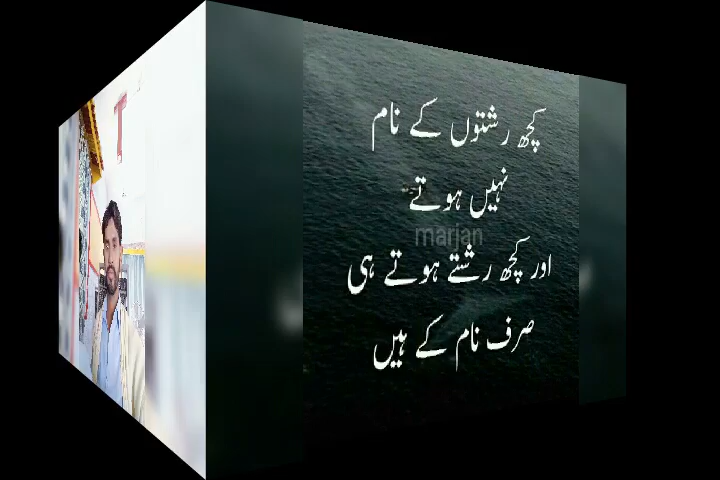 کچھ رشتوں کے نام
نہیں ہوتے
marjan
اور کچھ رشتے ہوتے ہی
صرف نام کے ہیں
T